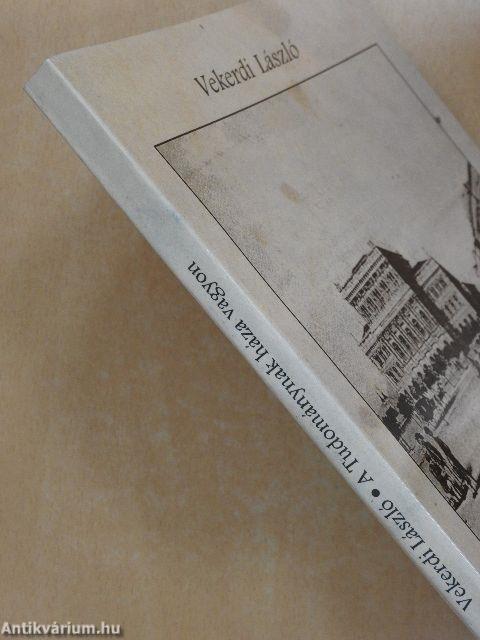 Vekerdi László
Vekerdi László • A Tudománynak háza vagyon
Antikvárium.hu